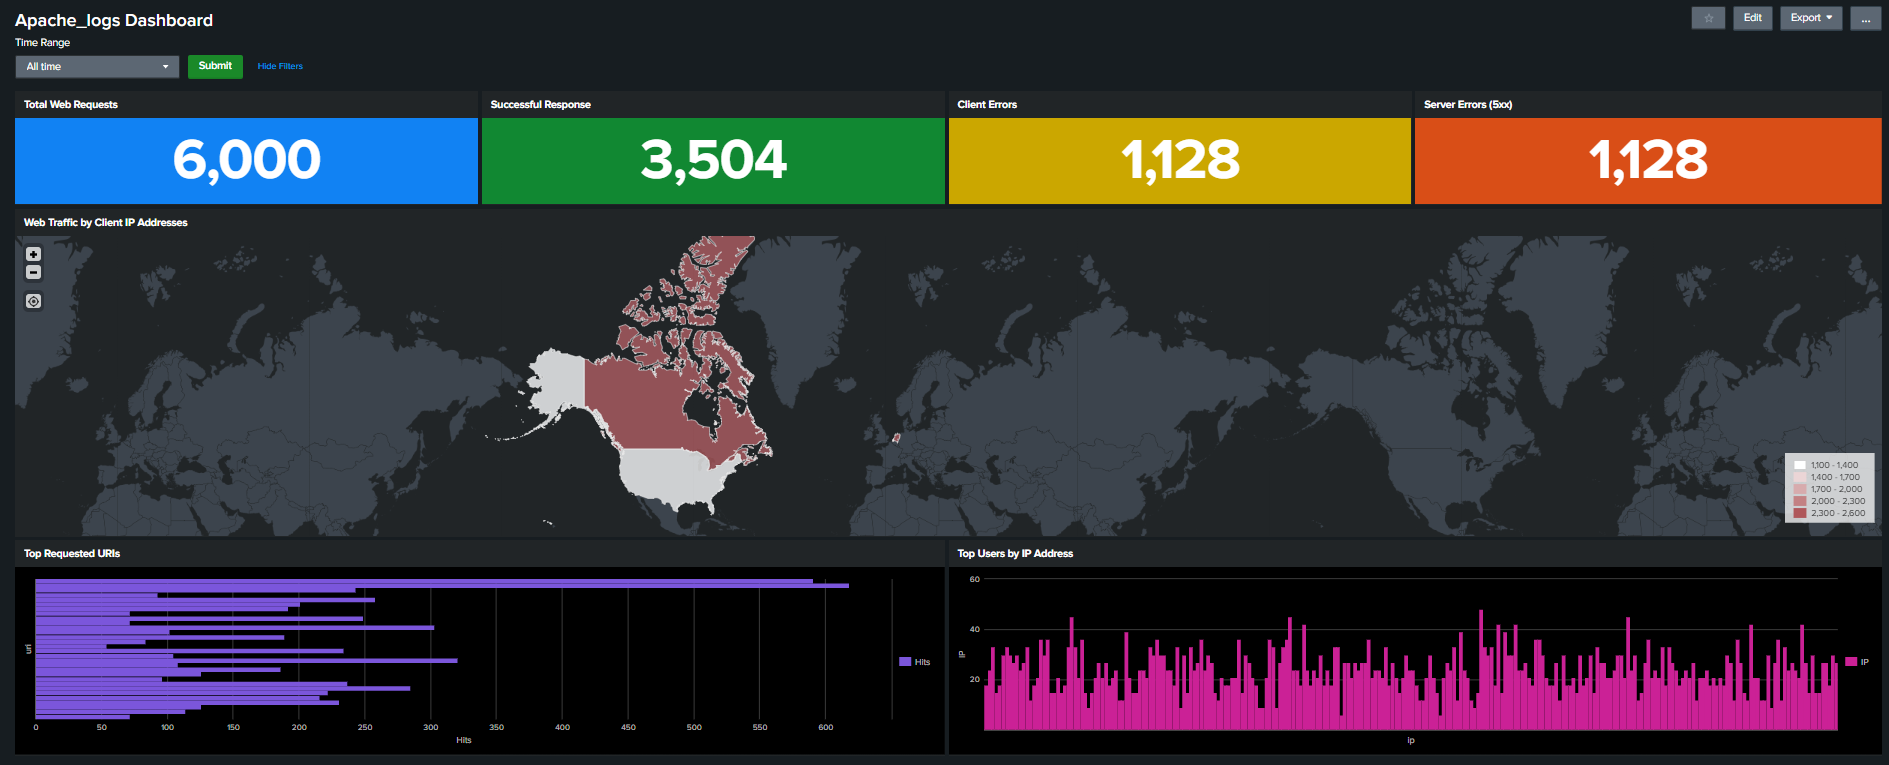 Apache_logs Dashboard
☆ Edit Export ...
Time Range
All time Submit Hide Filters
Total Web Requests
6,000
Successful Response
3,504
Client Errors
1,128
Server Errors (5xx)
1,128
Web Traffic by Client IP Addresses
+
−
1,100 - 1,400
1,400 - 1,700
1,700 - 2,000
2,000 - 2,300
2,300 - 2,600
Top Requested URIs
uri
Hits
0 50 100 150 200 250 300 350 400 450 500 550 600
Hits
Top Users by IP Address
60
40
20
IP
IP
ip